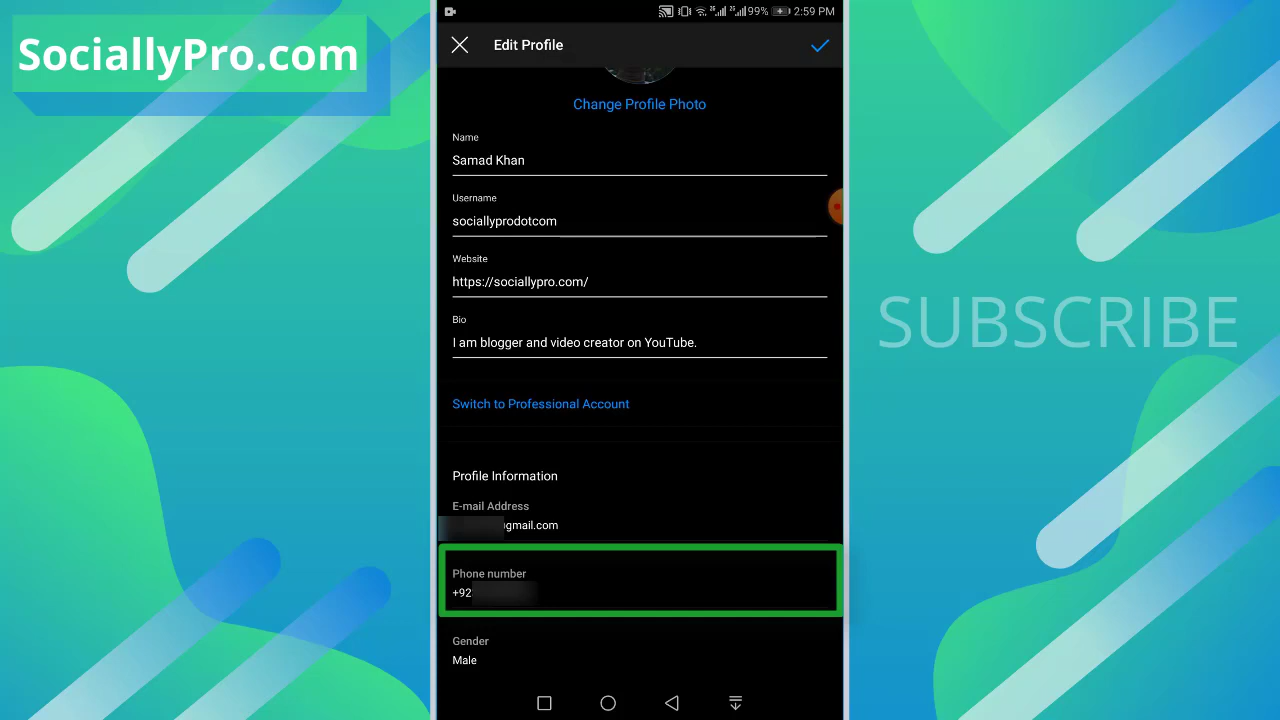 SociallyPro.com
99% 2:59 PM
Edit Profile
Change Profile Photo
Name
Samad Khan
Username
sociallyprodotcom
Website
https://sociallypro.com/
Bio
I am blogger and video creator on YouTube.
Switch to Professional Account
Profile Information
E-mail Address
gmail.com
Phone number
+92
Gender
Male
SUBSCRIBE